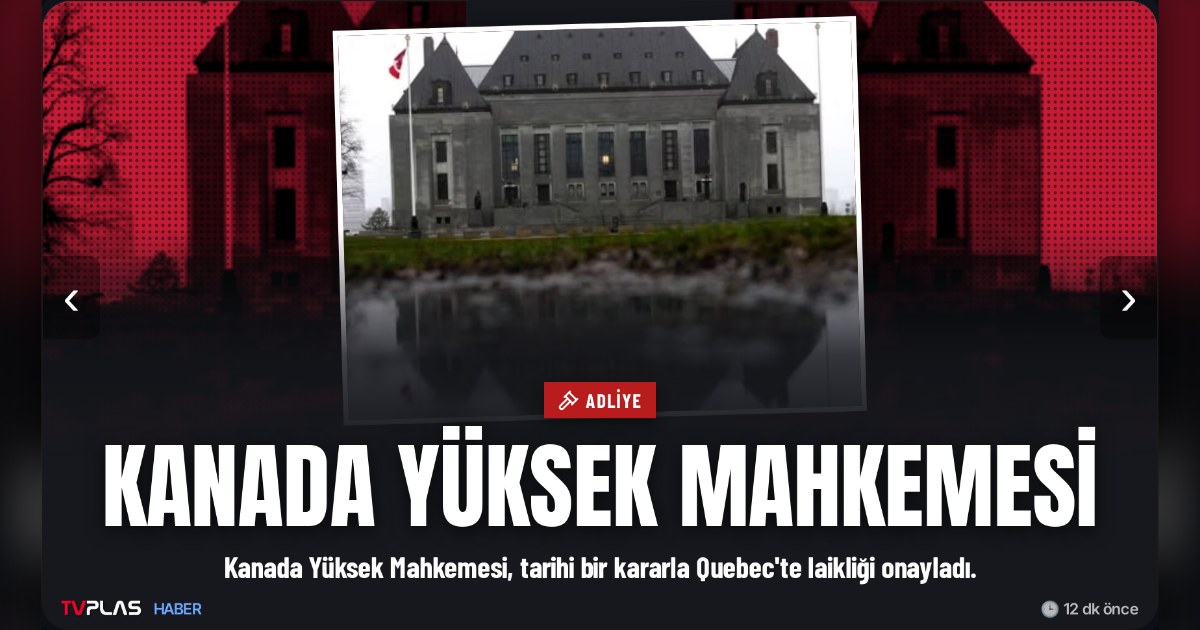 ADLİYE
KANADA YÜKSEK MAHKEMESİ
Kanada Yüksek Mahkemesi, tarihi bir kararla Quebec'te laikliği onayladı.
TVPLAS HABER
12 dk önce